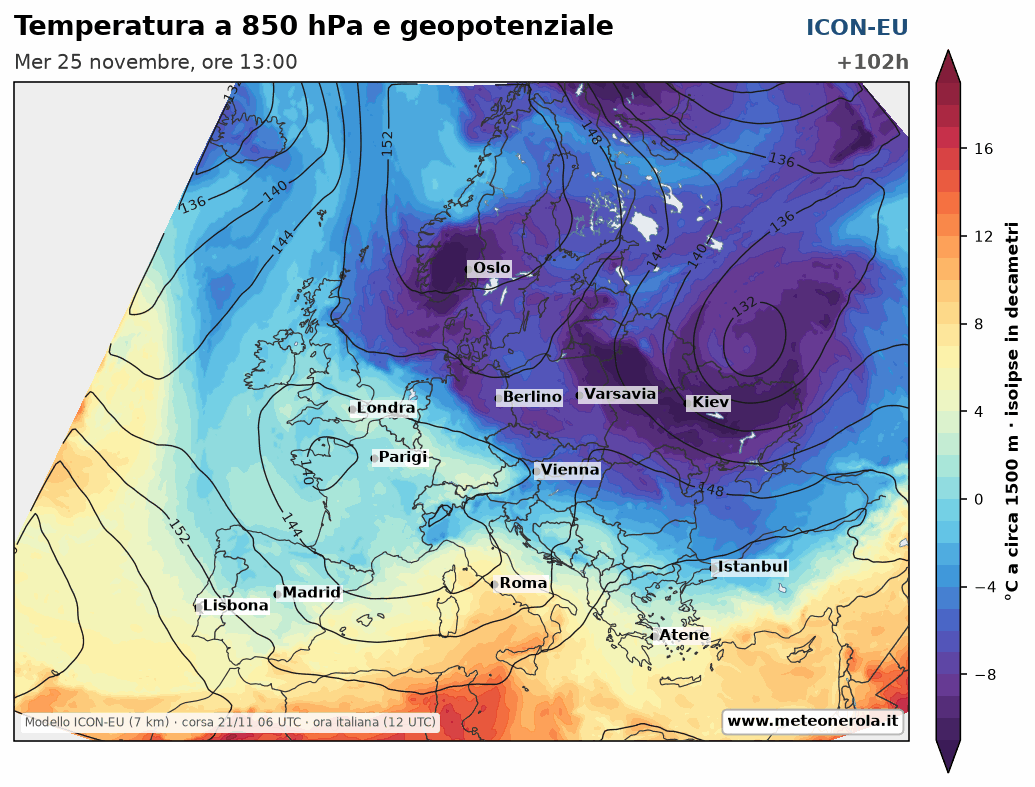 Temperatura a 850 hPa e geopotenziale
ICON-EU
Mer 25 novembre, ore 13:00
+102h
152
148
136
136
140
144
136
144
140
132
Oslo
Berlino
Varsavia
Kiev
Londra
Parigi
Vienna
140
148
144
152
Istanbul
Roma
Madrid
Lisbona
Atene
Modello ICON-EU (7 km) · corsa 21/11 06 UTC · ora italiana (12 UTC)
www.meteonerola.it
16
12
8
4
0
−4
−8
°C a circa 1500 m · isoipse in decametri